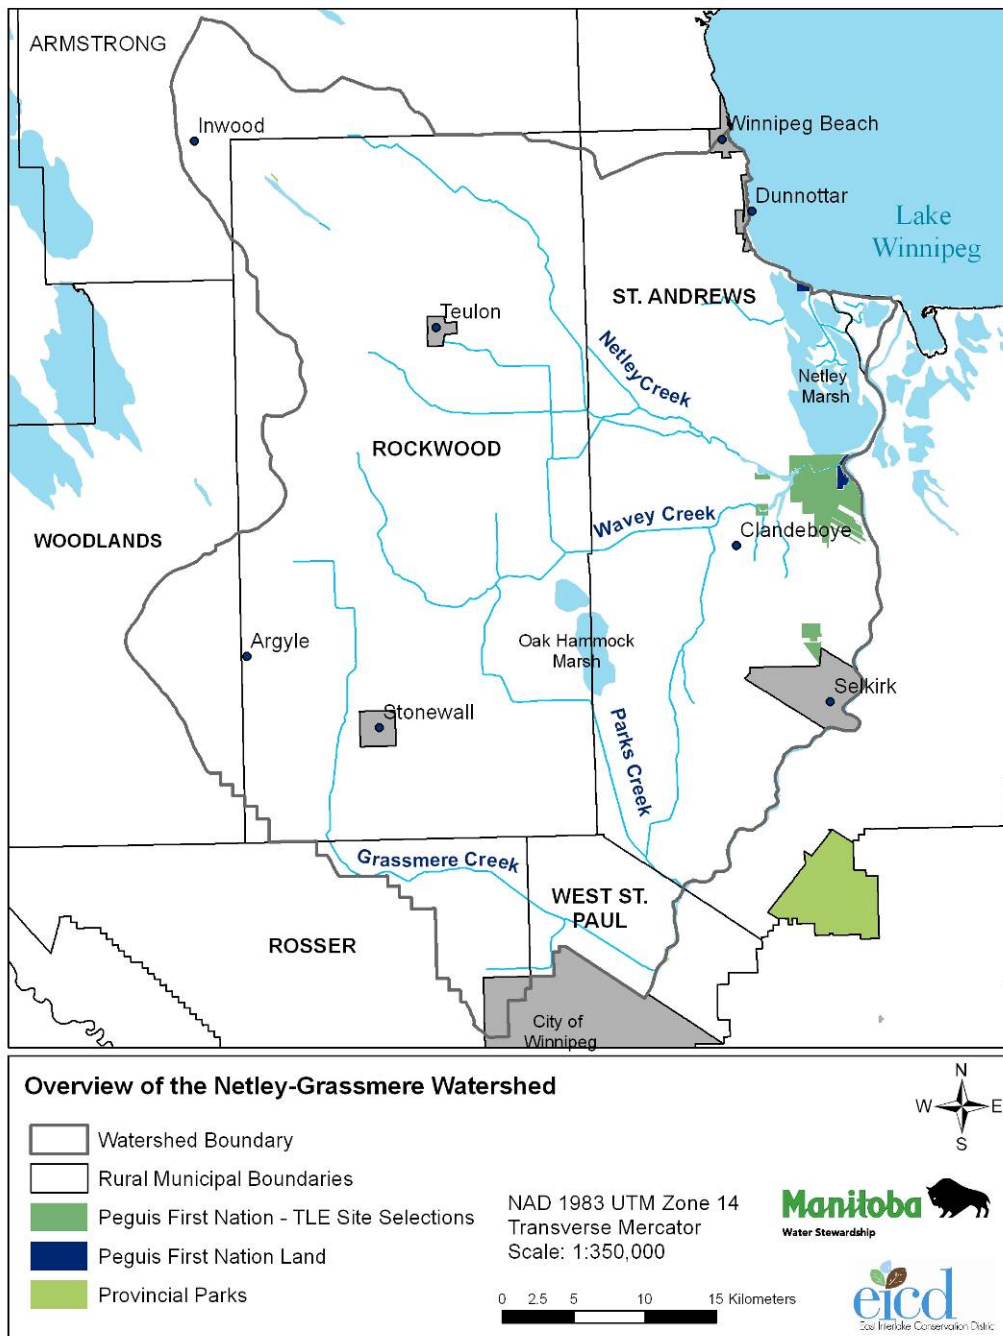 ARMSTRONG
Inwood
Winnipeg Beach
Dunnottar
Lake
Winnipeg
ST. ANDREWS
Teulon
Netley Creek
Netley
Marsh
ROCKWOOD
WOODLANDS
Wavey Creek
Clandeboye
Argyle
Oak Hammock
Marsh
Selkirk
Stonewall
Parks Creek
Grassmere Creek
WEST ST.
PAUL
ROSSER
City of
Winnipeg
Overview of the Netley-Grassmere Watershed
N
W E
S
Watershed Boundary
Rural Municipal Boundaries
Peguis First Nation - TLE Site Selections
Peguis First Nation Land
Provincial Parks
NAD 1983 UTM Zone 14
Transverse Mercator
Scale: 1:350,000
0 2.5 5 10 15 Kilometers
Manitoba
Water Stewardship
eicd
East Interlake Conservation District